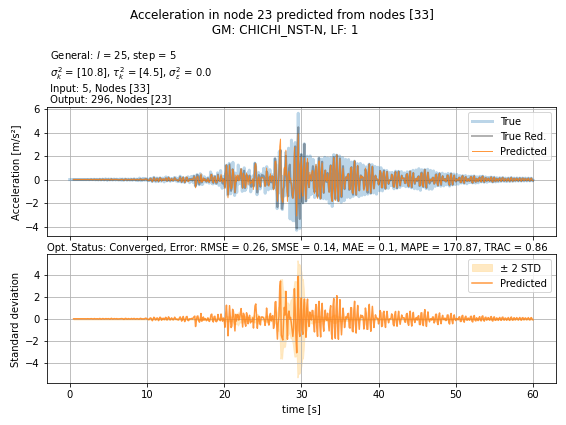 Acceleration in node 23 predicted from nodes [33]
GM: CHICHI_NST-N, LF: 1
General: l = 25, step = 5
σ²ₖ = [10.8], τ²ₖ = [4.5], σ²ε = 0.0
Input: 5, Nodes [33]
Output: 296, Nodes [23]
Acceleration [m/s²]
6
4
2
0
−2
−4
True
True Red.
Predicted
Opt. Status: Converged, Error: RMSE = 0.26, SMSE = 0.14, MAE = 0.1, MAPE = 170.87, TRAC = 0.86
Standard deviation
4
2
0
−2
−4
± 2 STD
Predicted
0 10 20 30 40 50 60
time [s]